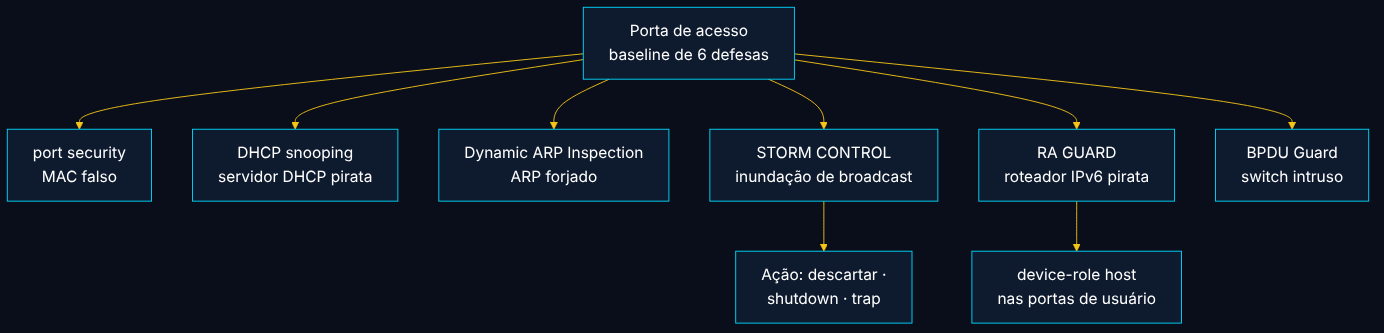 Porta de acesso
baseline de 6 defesas
port security
MAC falso
DHCP snooping
servidor DHCP pirata
Dynamic ARP Inspection
ARP forjado
STORM CONTROL
inundação de broadcast
RA GUARD
roteador IPv6 pirata
BPDU Guard
switch intruso
Ação: descartar ·
shutdown · trap
device-role host
nas portas de usuário